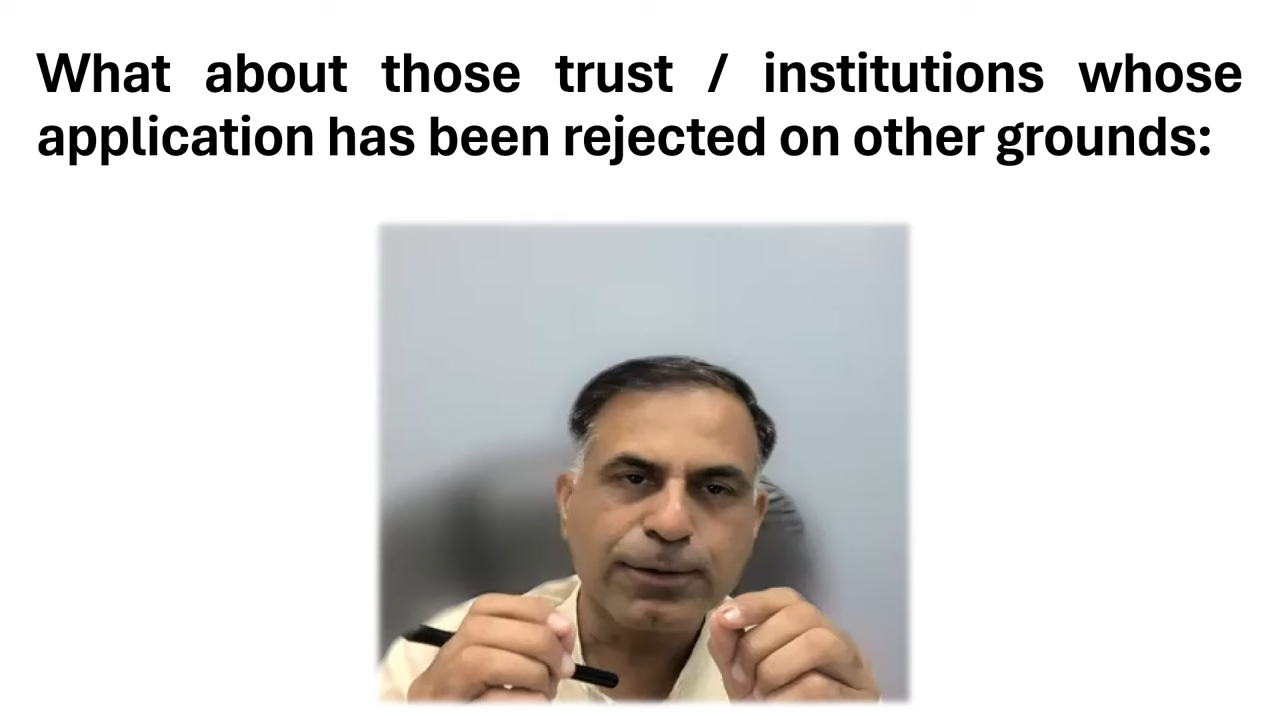 What about those trust / institutions whose
application has been rejected on other grounds: